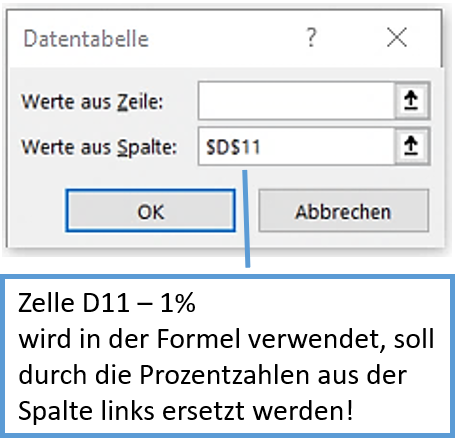 Datentabelle ?
Werte aus Zeile:
Werte aus Spalte: $D$11
OK Abbrechen
Zelle D11 – 1%
wird in der Formel verwendet, soll
durch die Prozentzahlen aus der
Spalte links ersetzt werden!